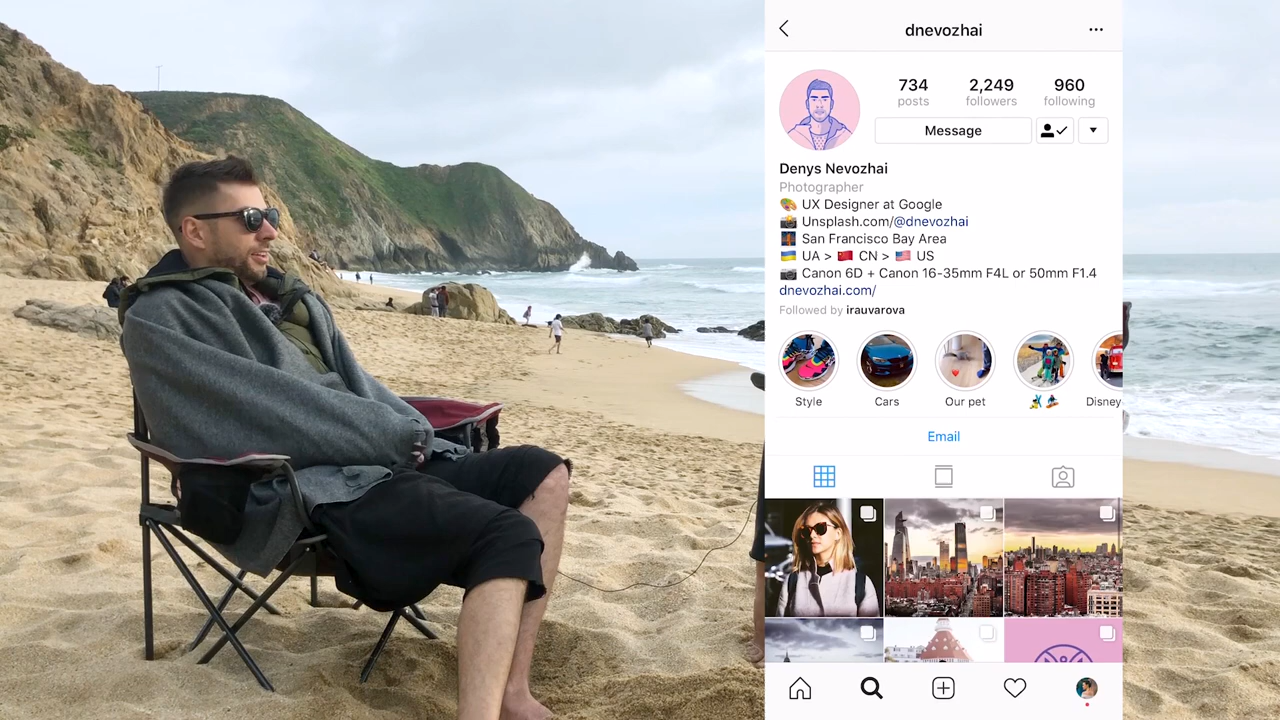 dnevozhai
734
2,249
960
posts
followers
following
Message
Denys Nevozhai
Photographer
🎨 UX Designer at Google
📸 Unsplash.com/@dnevozhai
🌉 San Francisco Bay Area
🇺🇦 UA > 🇨🇳 CN > 🇺🇸 US
📷 Canon 6D + Canon 16-35mm F4L or 50mm F1.4
dnevozhai.com/
Followed by irauvarova
Style
Cars
Our pet
Disney
Email